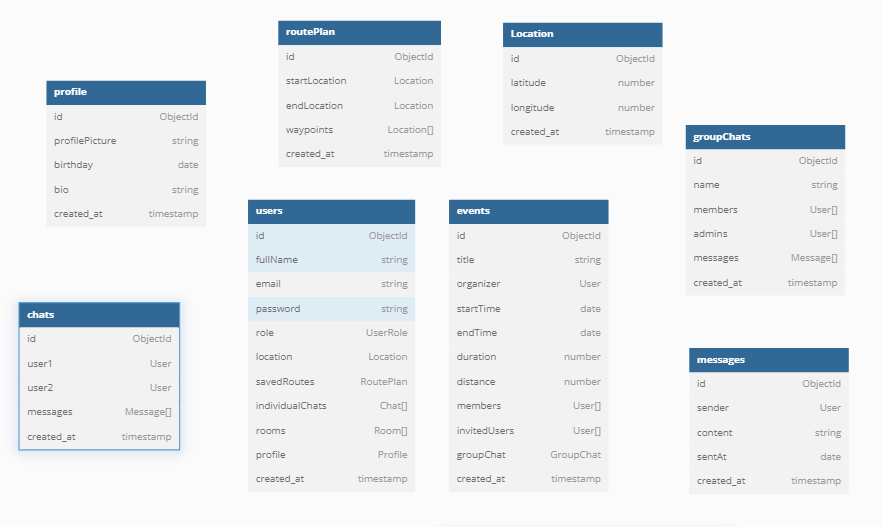 routePlan
id ObjectId
startLocation Location
endLocation Location
waypoints Location[]
created_at timestamp
Location
id ObjectId
latitude number
longitude number
created_at timestamp
profile
id ObjectId
profilePicture string
birthday date
bio string
created_at timestamp
groupChats
id ObjectId
name string
members User[]
admins User[]
messages Message[]
created_at timestamp
users
id ObjectId
fullName string
email string
password string
role UserRole
location Location
savedRoutes RoutePlan
individualChats Chat[]
rooms Room[]
profile Profile
created_at timestamp
events
id ObjectId
title string
organizer User
startTime date
endTime date
duration number
distance number
members User[]
invitedUsers User[]
groupChat GroupChat
created_at timestamp
chats
id ObjectId
user1 User
user2 User
messages Message[]
created_at timestamp
messages
id ObjectId
sender User
content string
sentAt date
created_at timestamp